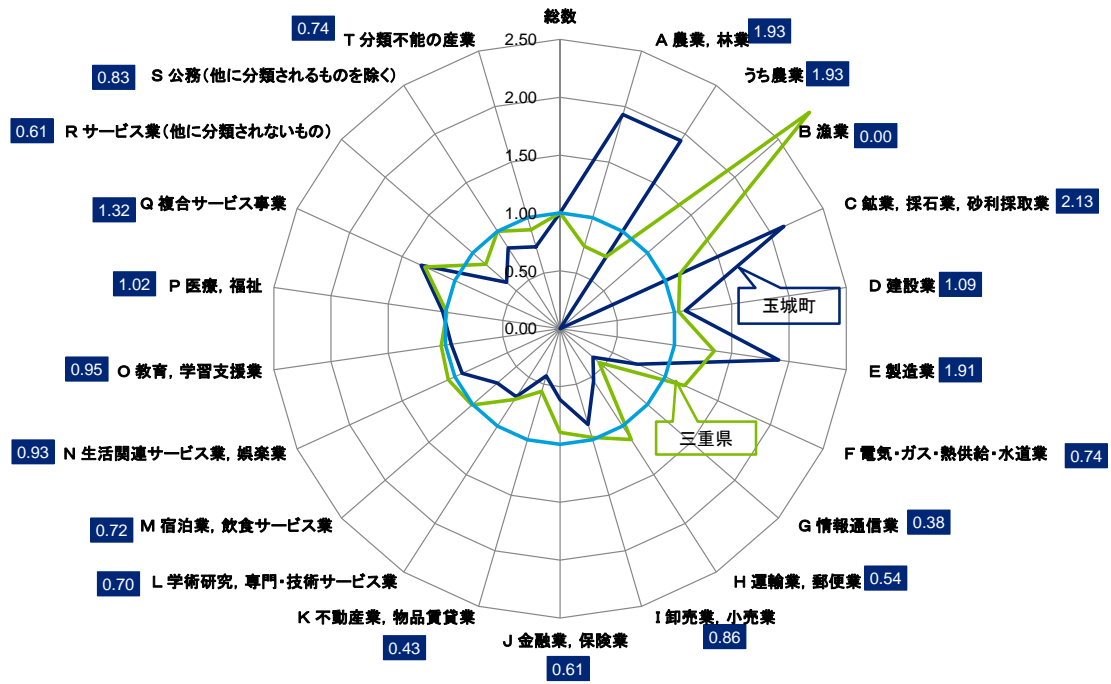 総数
2.50
2.00
1.50
1.00
0.50
0.00
A 農業，林業
1.93
うち農業
1.93
B 漁業
0.00
C 鉱業，採石業，砂利採取業
2.13
D 建設業
1.09
E 製造業
1.91
F 電気・ガス・熱供給・水道業
0.74
G 情報通信業
0.38
H 運輸業，郵便業
0.54
I 卸売業，小売業
0.86
J 金融業，保険業
0.61
K 不動産業，物品賃貸業
0.43
L 学術研究，専門・技術サービス業
0.70
M 宿泊業，飲食サービス業
0.72
N 生活関連サービス業，娯楽業
0.93
O 教育，学習支援業
0.95
P 医療，福祉
1.02
Q 複合サービス事業
1.32
R サービス業（他に分類されないもの）
0.61
S 公務（他に分類されるものを除く）
0.83
T 分類不能の産業
0.74
玉城町
三重県